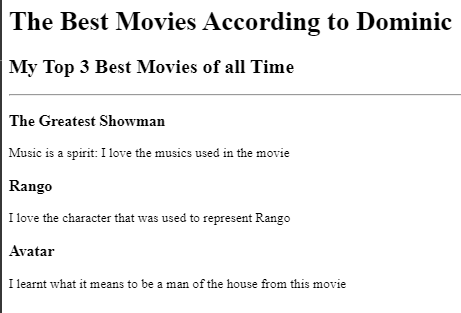 The Best Movies According to Dominic
My Top 3 Best Movies of all Time
The Greatest Showman
Music is a spirit: I love the musics used in the movie
Rango
I love the character that was used to represent Rango
Avatar
I learnt what it means to be a man of the house from this movie